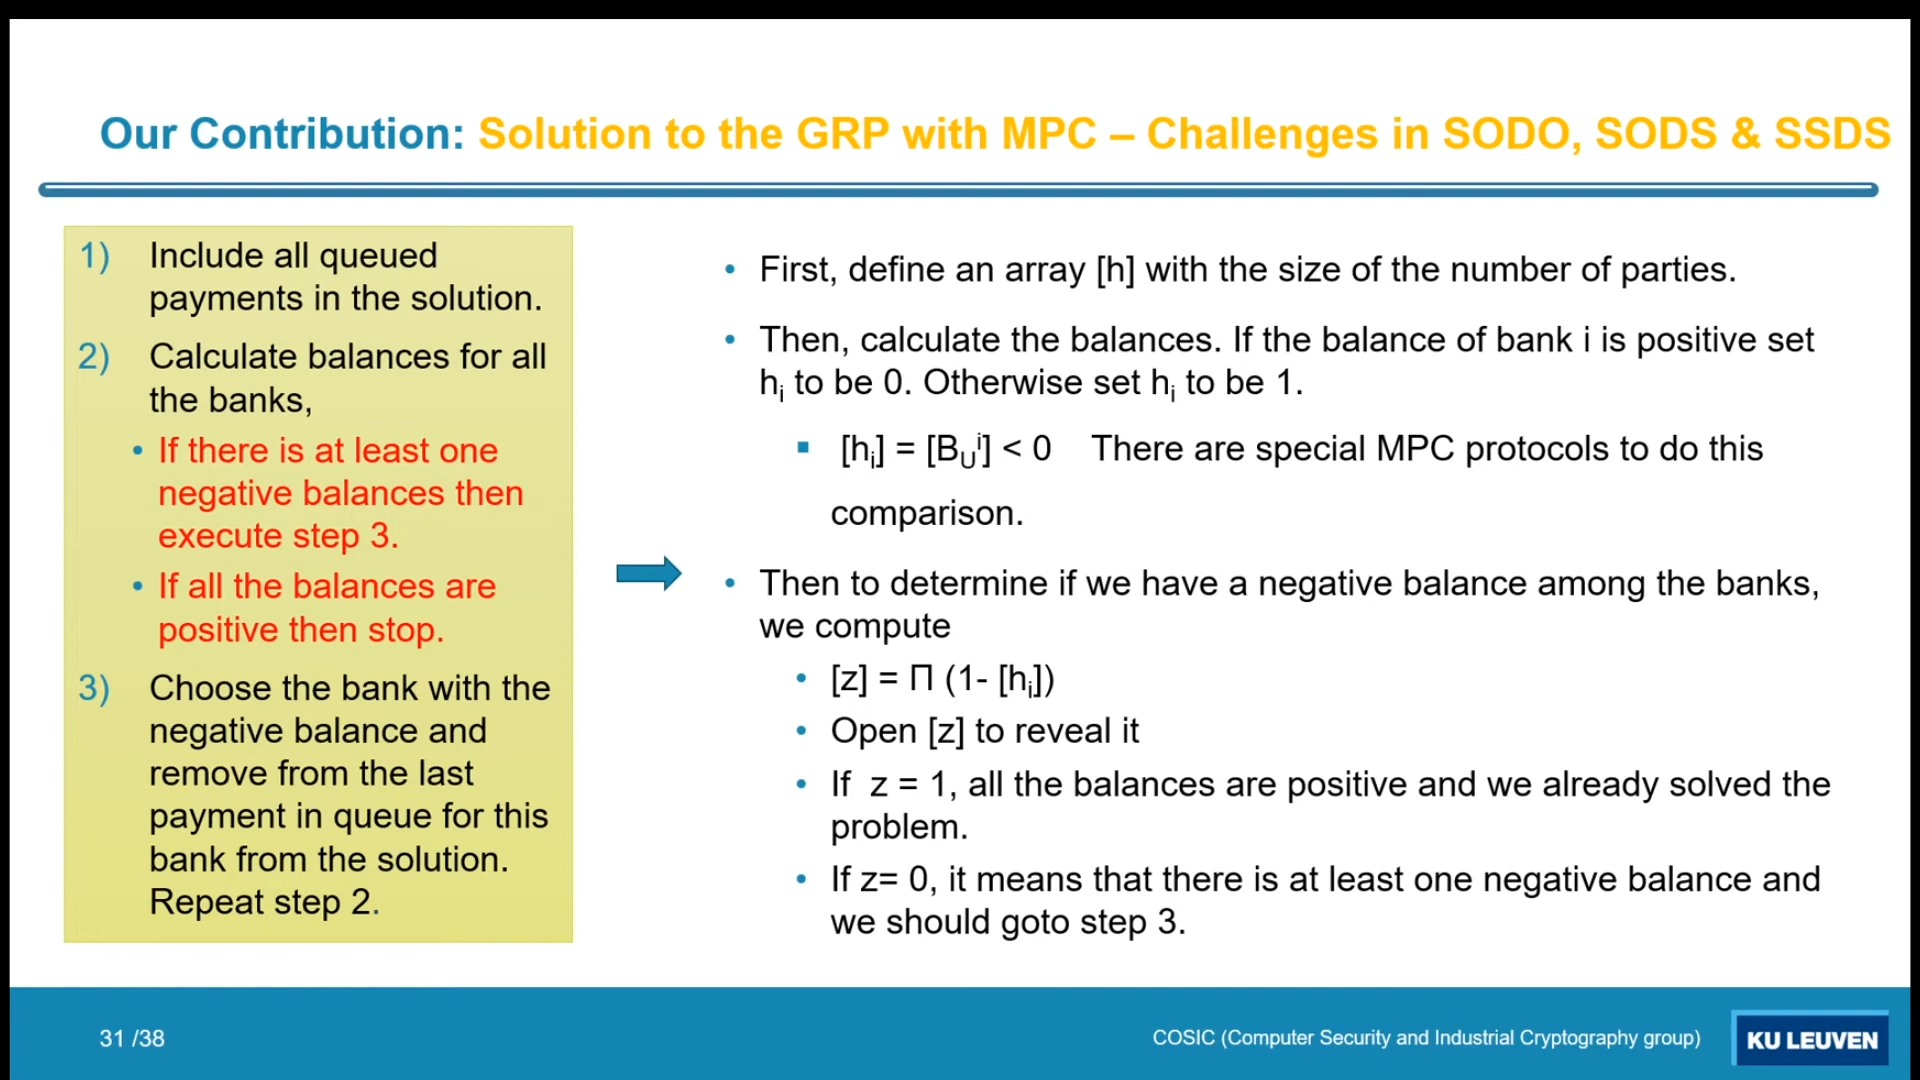 Our Contribution: Solution to the GRP with MPC – Challenges in SODO, SODS & SSDS
1) Include all queued
payments in the solution.
2) Calculate balances for all
the banks,
• If there is at least one
negative balances then
execute step 3.
• If all the balances are
positive then stop.
3) Choose the bank with the
negative balance and
remove from the last
payment in queue for this
bank from the solution.
Repeat step 2.
• First, define an array [h] with the size of the number of parties.
• Then, calculate the balances. If the balance of bank i is positive set
hᵢ to be 0. Otherwise set hᵢ to be 1.
▪ [hᵢ] = [B_U^i] < 0 There are special MPC protocols to do this
comparison.
• Then to determine if we have a negative balance among the banks,
we compute
• [z] = Π (1- [hᵢ])
• Open [z] to reveal it
• If z = 1, all the balances are positive and we already solved the
problem.
• If z= 0, it means that there is at least one negative balance and
we should goto step 3.
31 /38
COSIC (Computer Security and Industrial Cryptography group)
KU LEUVEN